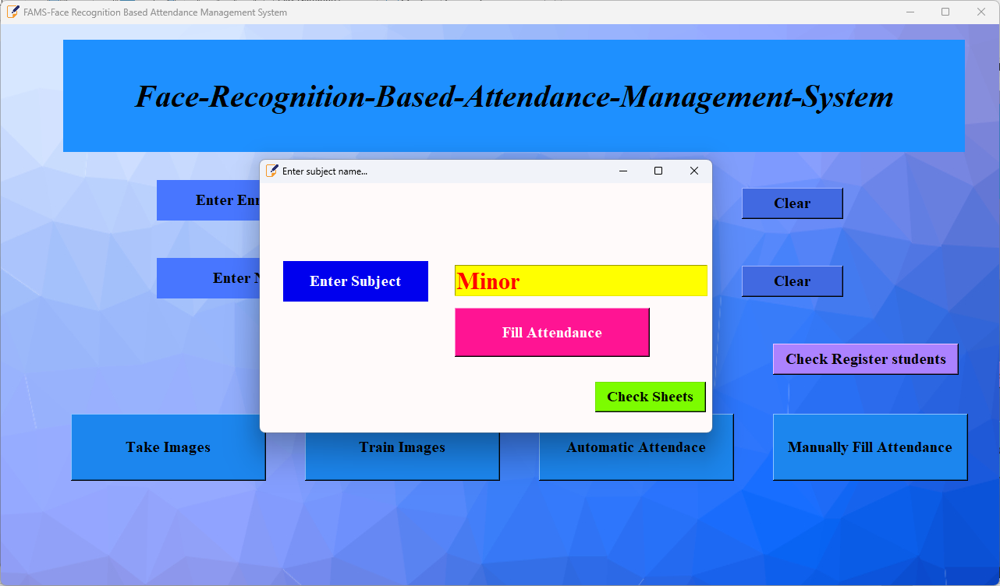 FAMS-Face Recognition Based Attendance Management System
Face-Recognition-Based-Attendance-Management-System
Enter subject name...
Enter Enr
Clear
Enter Subject
Minor
Enter N
Clear
Fill Attendance
Check Register students
Check Sheets
Take Images
Train Images
Automatic Attendace
Manually Fill Attendance